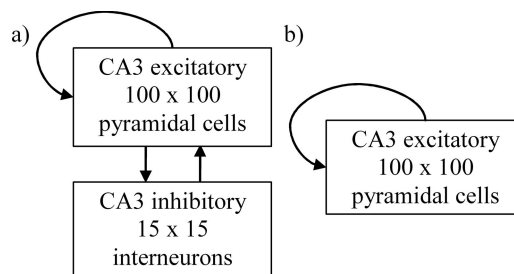 a)
CA3 excitatory
100 x 100
pyramidal cells
CA3 inhibitory
15 x 15
interneurons
b)
CA3 excitatory
100 x 100
pyramidal cells